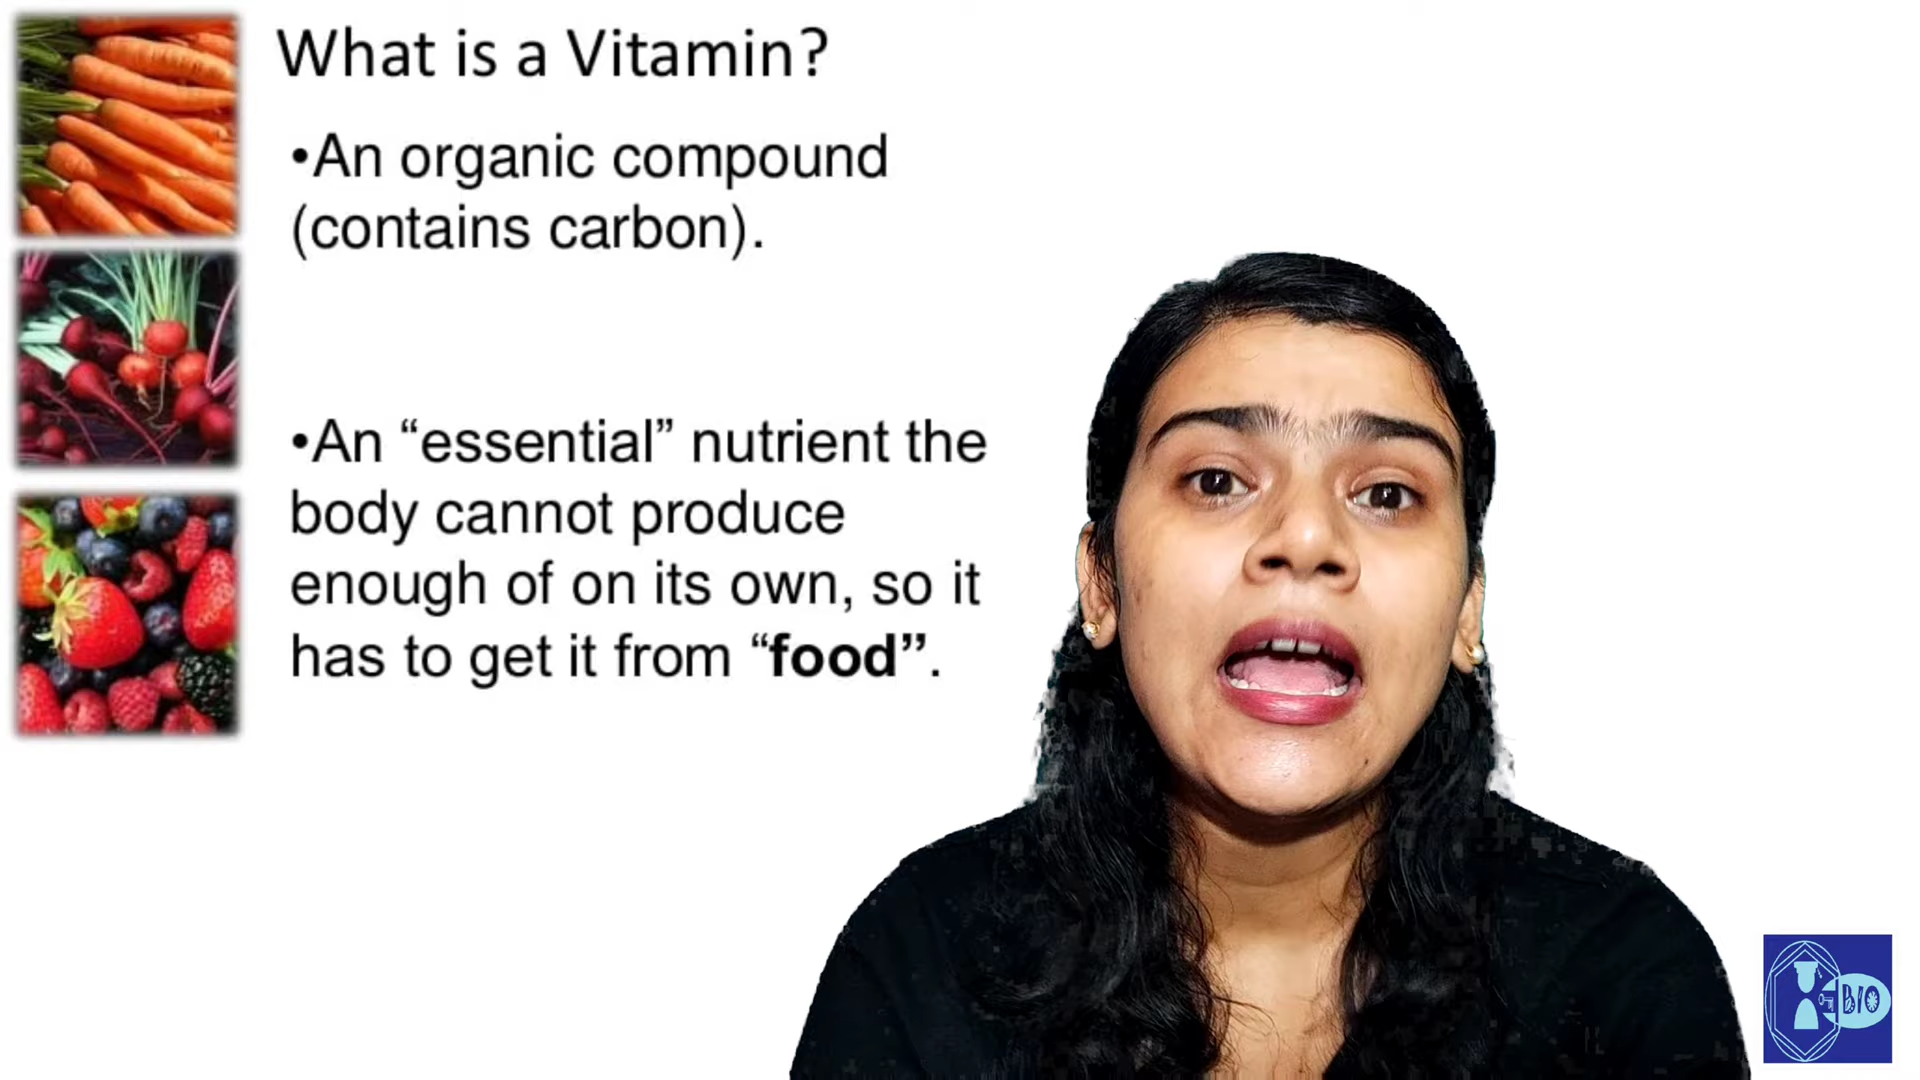 What is a Vitamin?
•An organic compound
(contains carbon).
•An “essential” nutrient the
body cannot produce
enough of on its own, so it
has to get it from “food”.
BIO